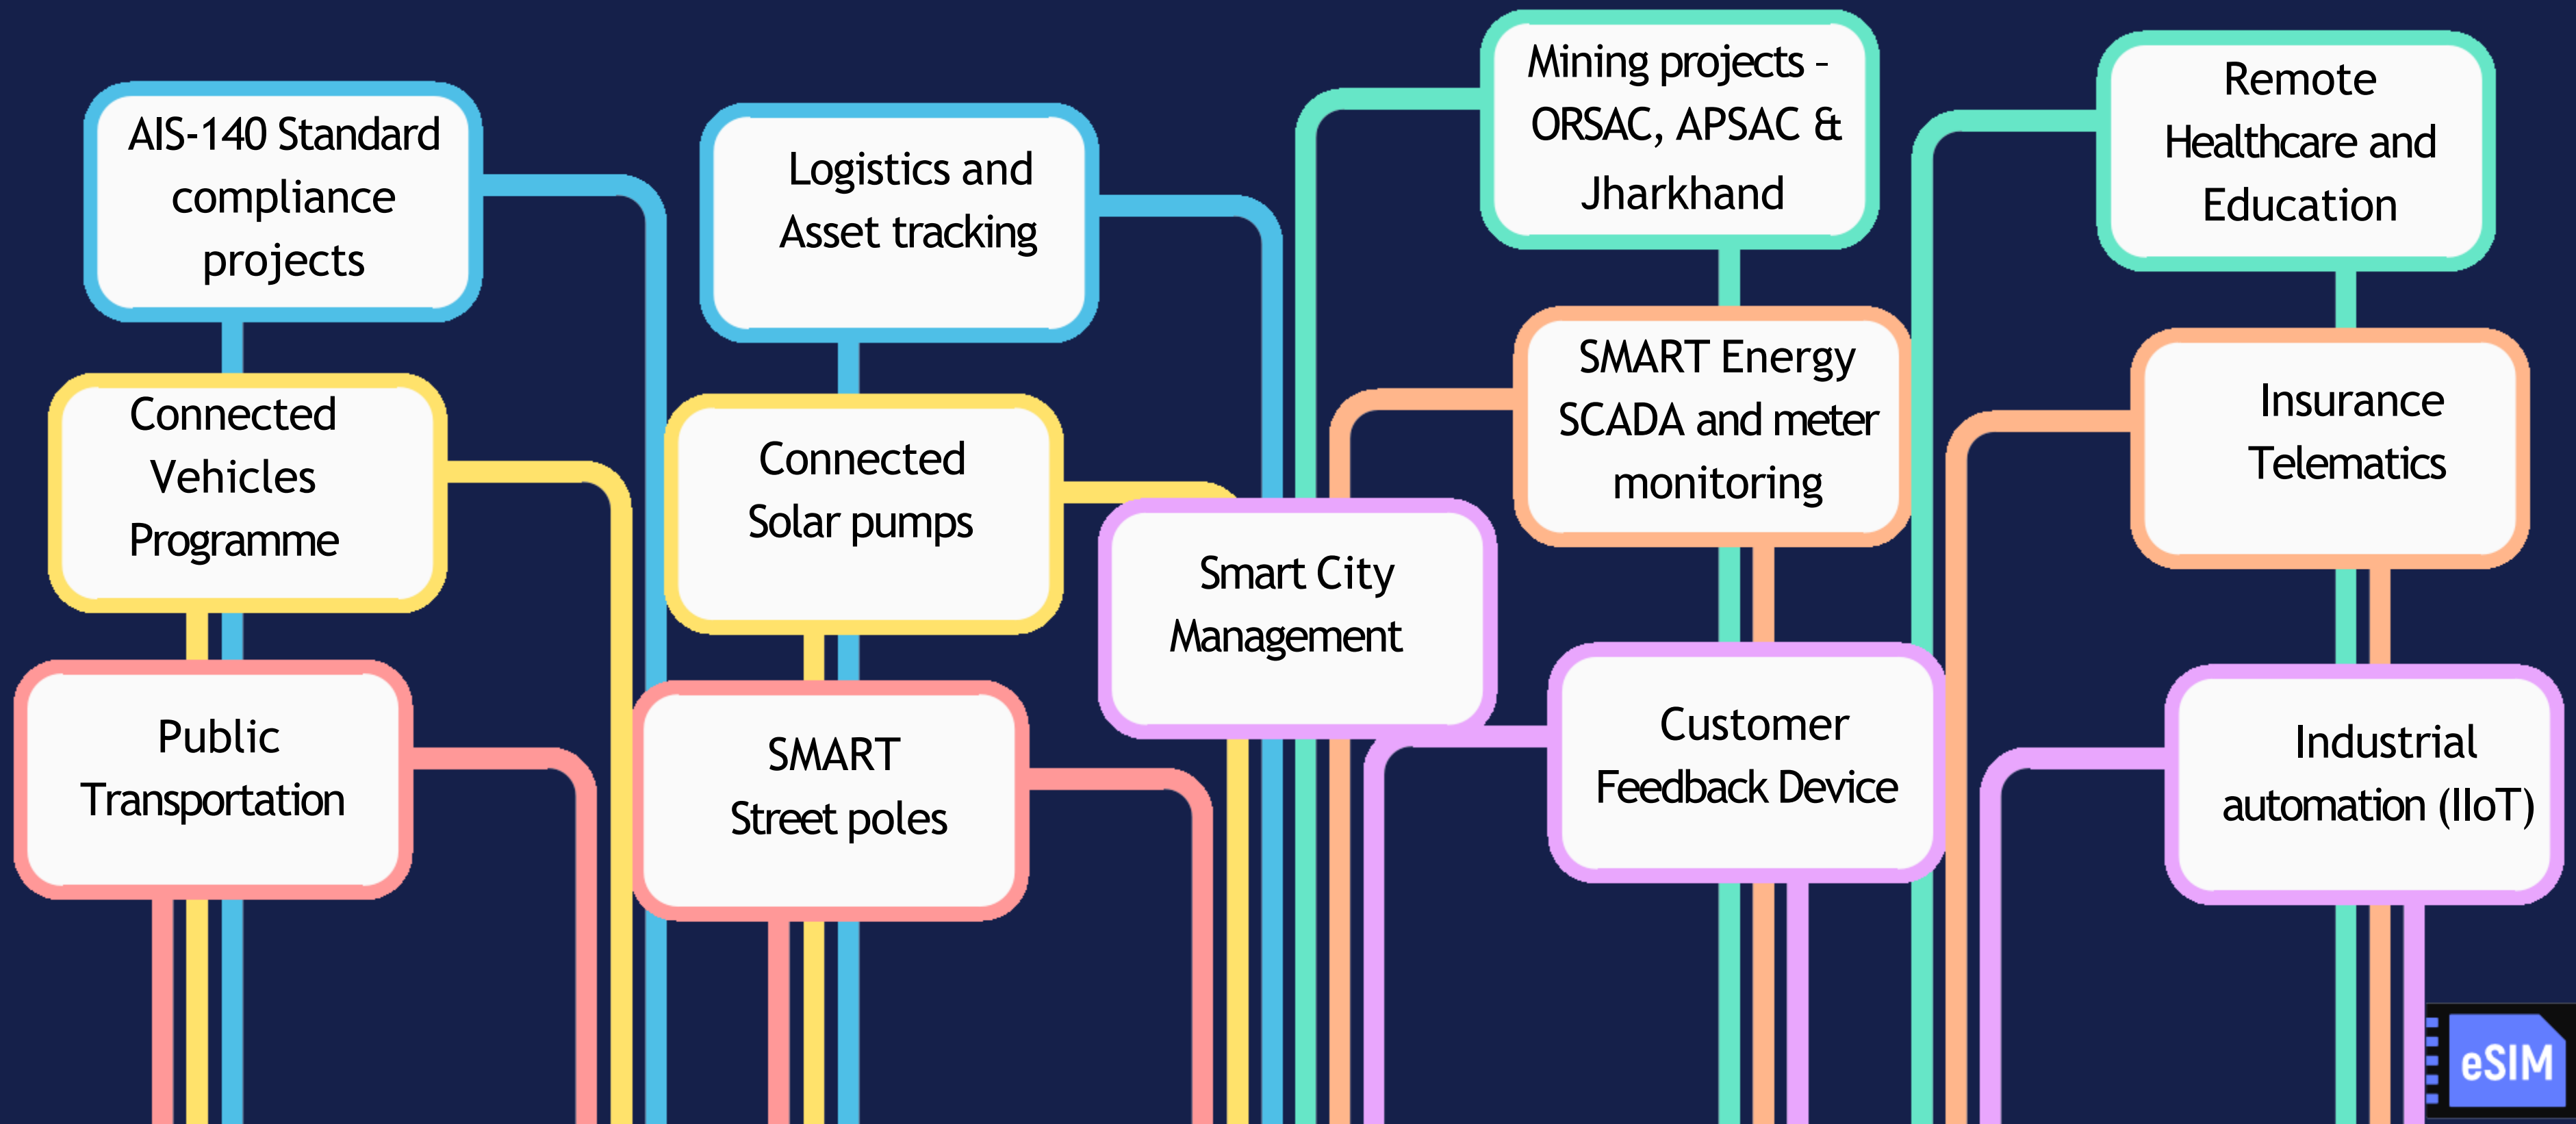 AIS-140 Standard
compliance
projects
Connected
Vehicles
Programme
Public
Transportation
Logistics and
Asset tracking
Connected
Solar pumps
SMART
Street poles
Smart City
Management
Mining projects –
ORSAC, APSAC &
Jharkhand
SMART Energy
SCADA and meter
monitoring
Customer
Feedback Device
Remote
Healthcare and
Education
Insurance
Telematics
Industrial
automation (IIoT)
eSIM